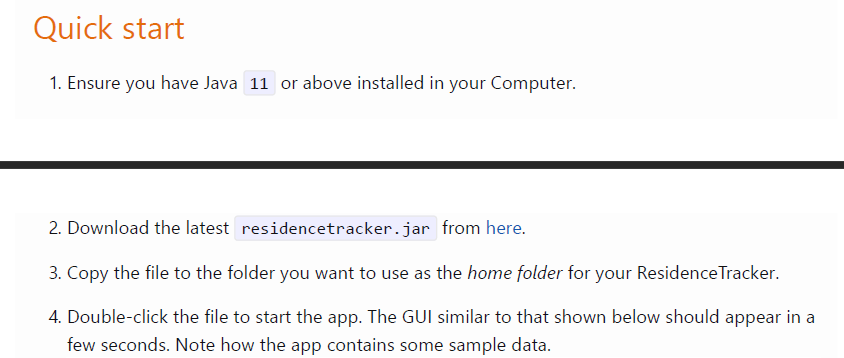 Quick start
1. Ensure you have Java 11 or above installed in your Computer.
2. Download the latest residencetracker.jar from here.
3. Copy the file to the folder you want to use as the home folder for your ResidenceTracker.
4. Double-click the file to start the app. The GUI similar to that shown below should appear in a
few seconds. Note how the app contains some sample data.